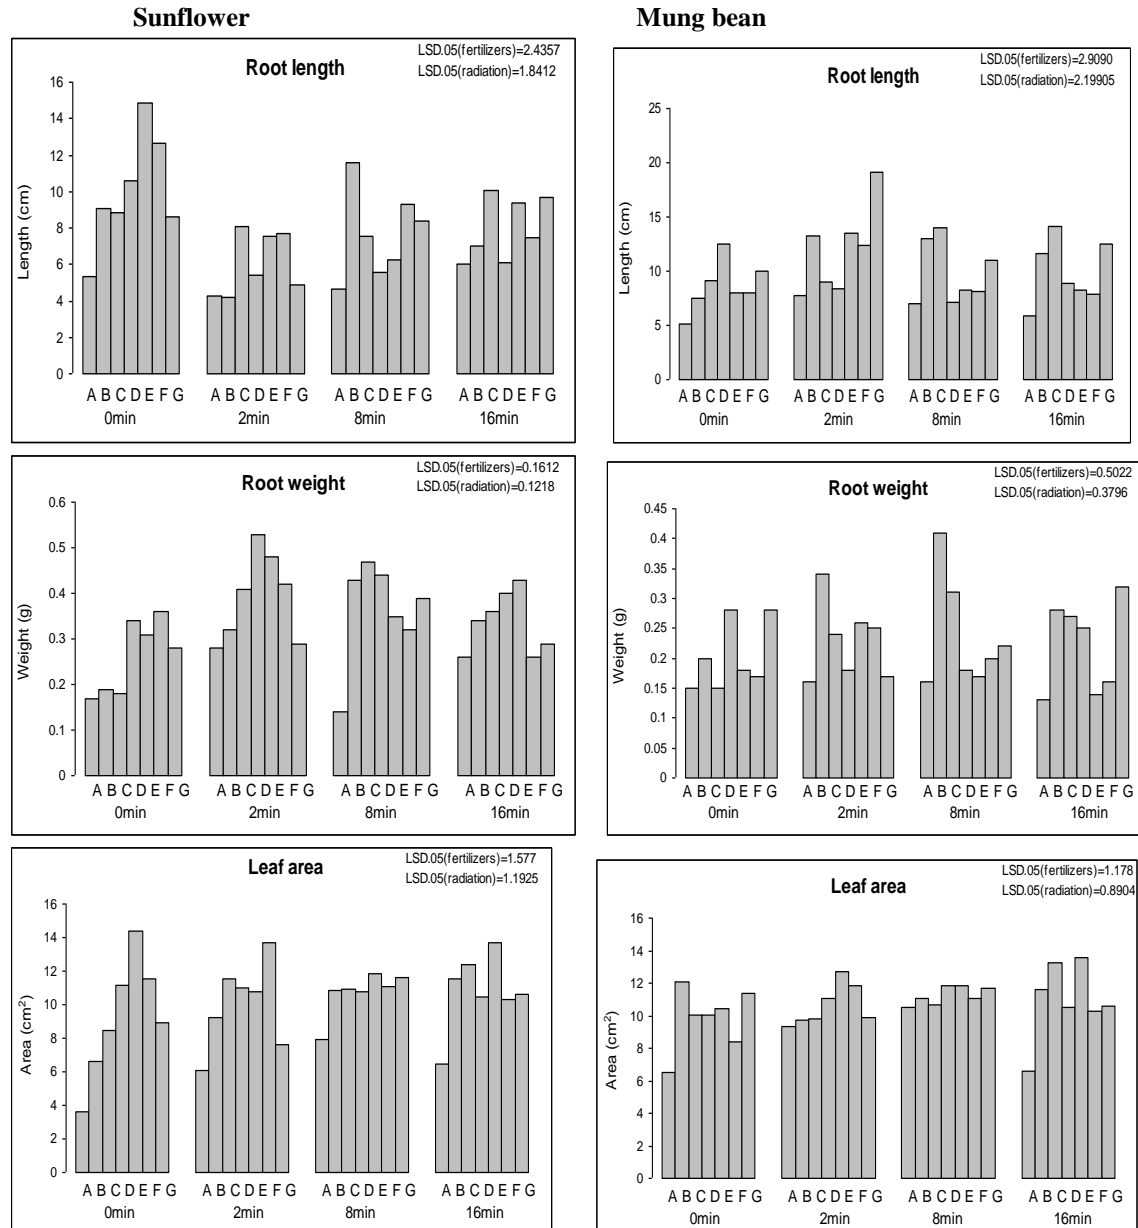 Sunflower
LSD.05(fertilizers)=2.4357
Root length
LSD.05(radiation)=1.8412
16
14
12
10
8
6
4
2
0
Length (cm)
A B C D E F G A B C D E F G A B C D E F G A B C D E F G
0min 2min 8min 16min
LSD.05(fertilizers)=0.1612
Root weight
LSD.05(radiation)=0.1218
0.6
0.5
0.4
0.3
0.2
0.1
0
Weight (g)
A B C D E F G A B C D E F G A B C D E F G A B C D E F G
0min 2min 8min 16min
LSD.05(fertilizers)=1.577
Leaf area
LSD.05(radiation)=1.1925
16
14
12
10
8
6
4
2
0
Area (cm²)
A B C D E F G A B C D E F G A B C D E F G A B C D E F G
0min 2min 8min 16min
Mung bean
LSD.05(fertilizers)=2.9090
Root length
LSD.05(radiation)=2.19905
25
20
15
10
5
0
Length (cm)
A B C D E F G A B C D E F G A B C D E F G A B C D E F G
0min 2min 8min 16min
LSD.05(fertilizers)=0.5022
Root weight
LSD.05(radiation)=0.3796
0.45
0.4
0.35
0.3
0.25
0.2
0.15
0.1
0.05
0
Weight (g)
A B C D E F G A B C D E F G A B C D E F G A B C D E F G
0min 2min 8min 16min
LSD.05(fertilizers)=1.178
Leaf area
LSD.05(radiation)=0.8904
16
14
12
10
8
6
4
2
0
Area (cm²)
A B C D E F G A B C D E F G A B C D E F G A B C D E F G
0min 2min 8min 16min